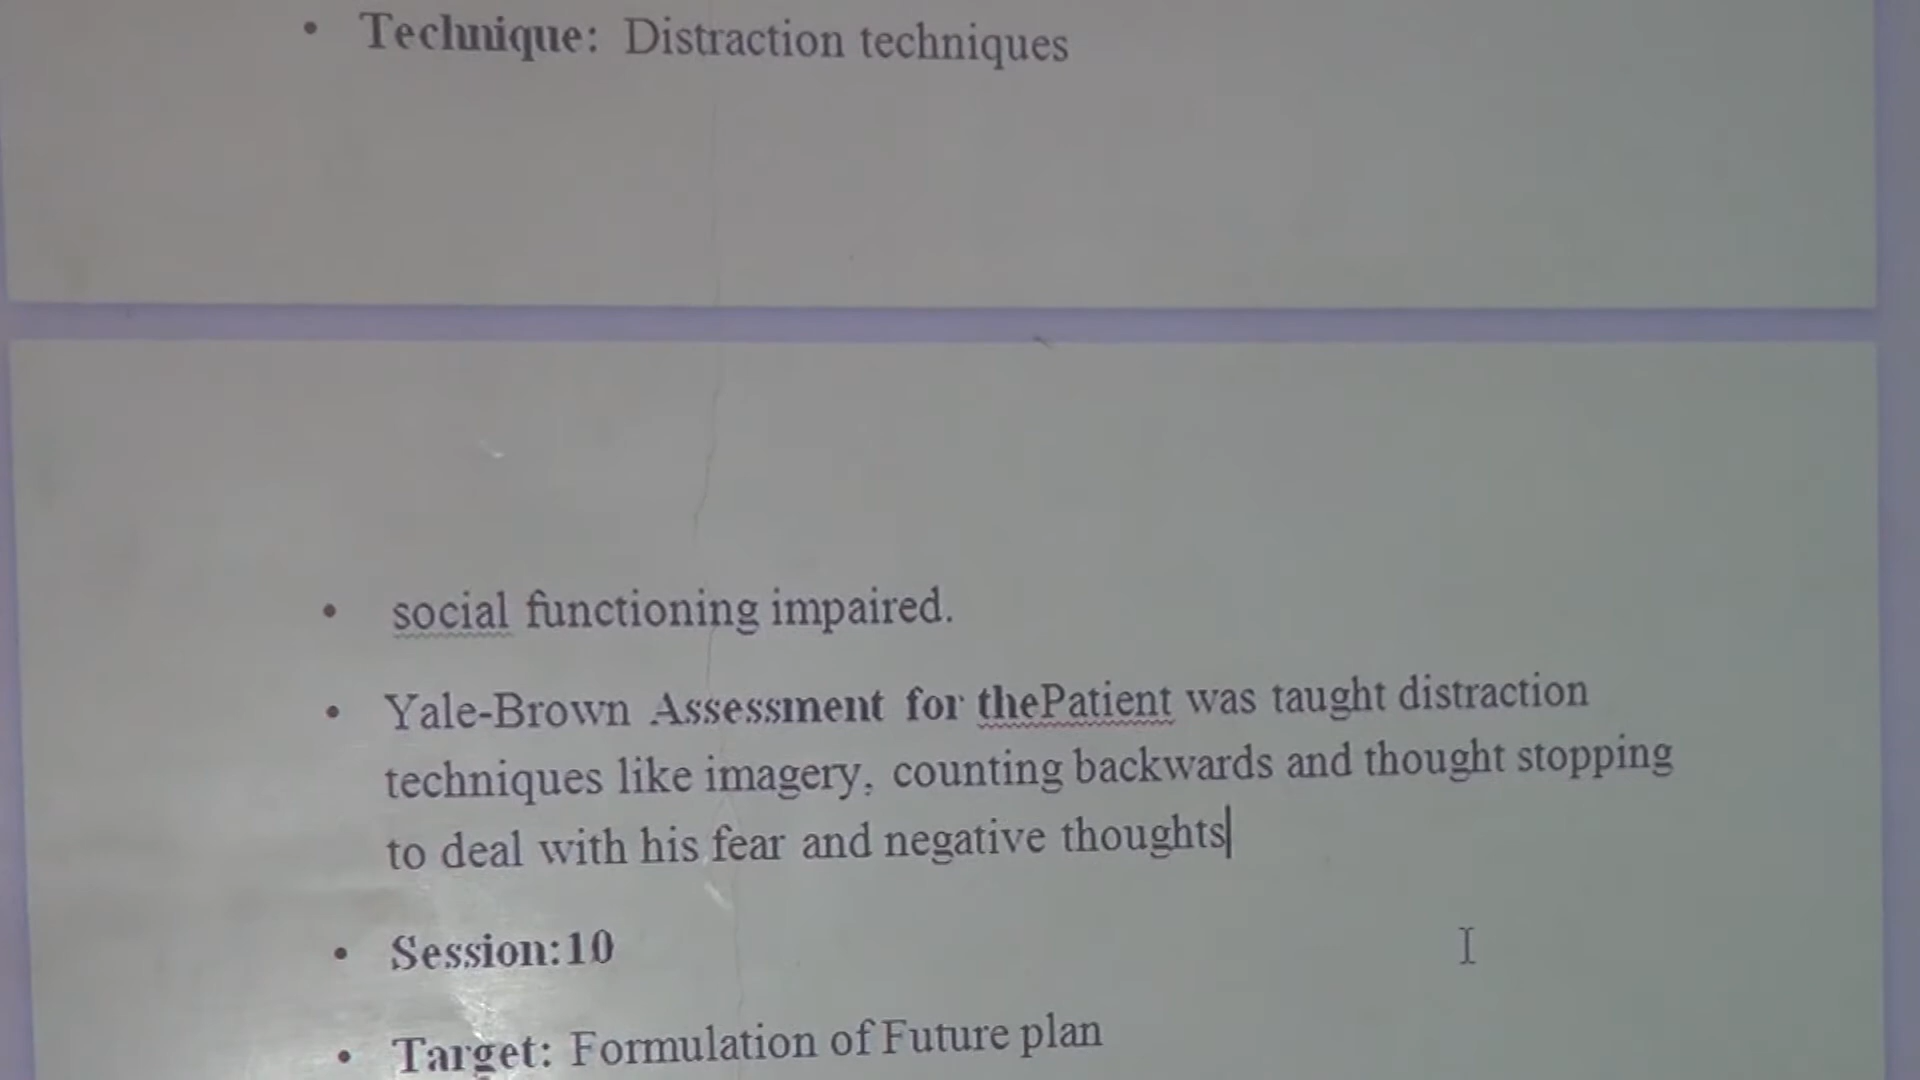 • Technique: Distraction techniques
• social functioning impaired.
• Yale-Brown Assessment for thePatient was taught distraction
techniques like imagery, counting backwards and thought stopping
to deal with his fear and negative thoughts
• Session:10
• Target: Formulation of Future plan